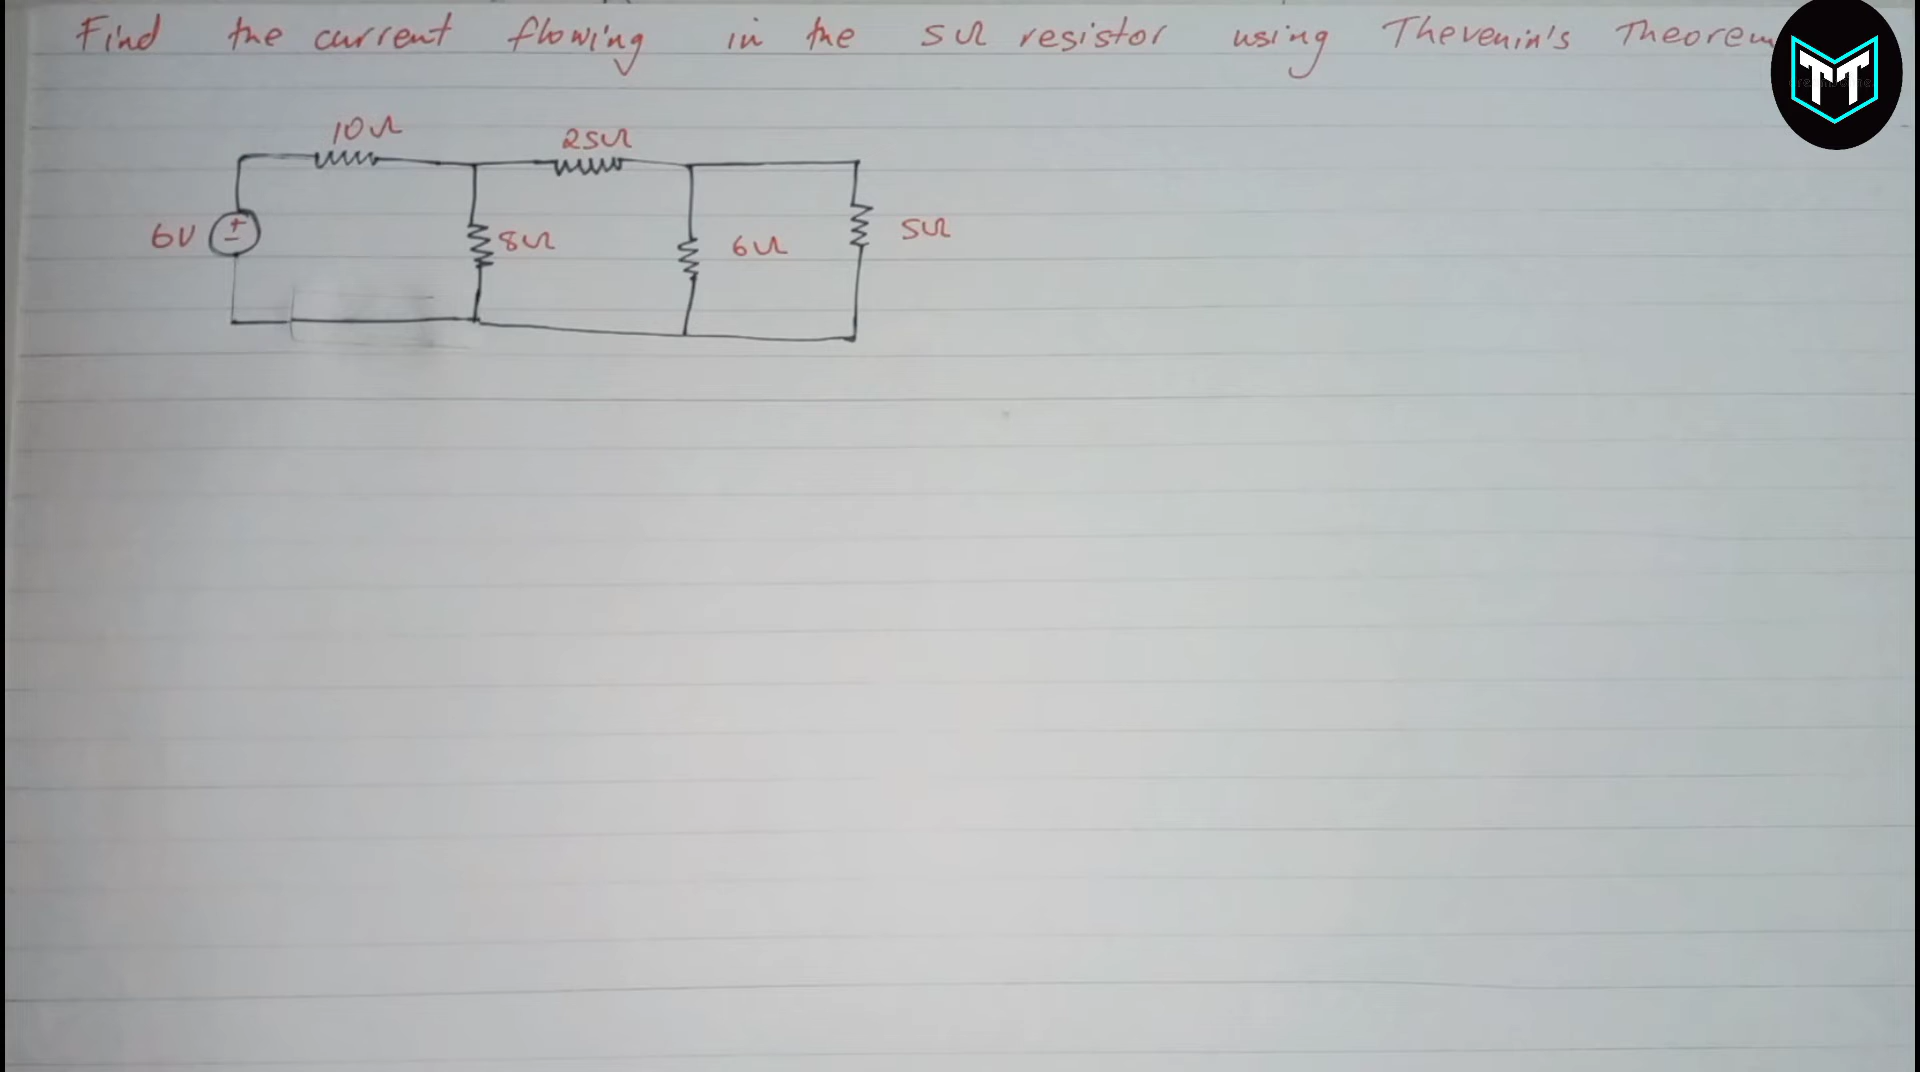 Find the current flowing in the 5Ω resistor using Thevenin's Theorem
10Ω
25Ω
6V
8Ω
6Ω
5Ω